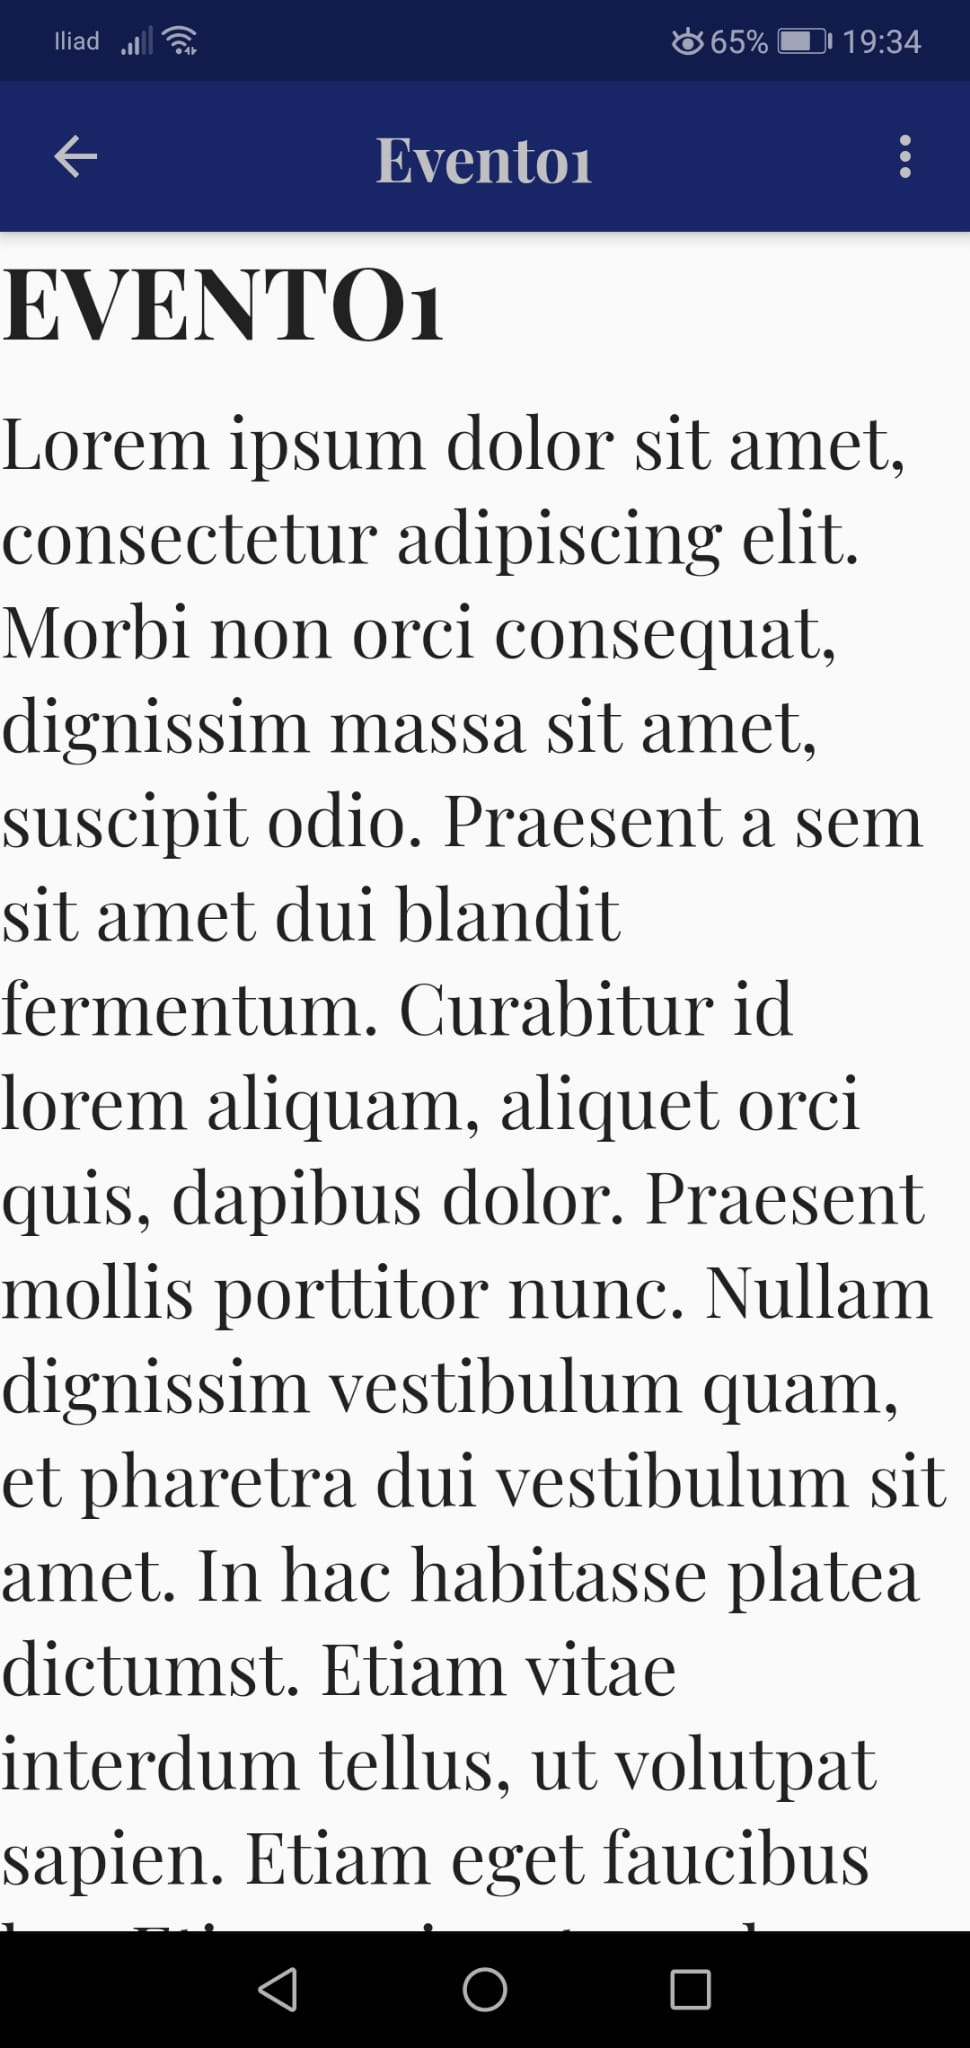 Iliad 65% 19:34
Evento1
EVENTO1
Lorem ipsum dolor sit amet,
consectetur adipiscing elit.
Morbi non orci consequat,
dignissim massa sit amet,
suscipit odio. Praesent a sem
sit amet dui blandit
fermentum. Curabitur id
lorem aliquam, aliquet orci
quis, dapibus dolor. Praesent
mollis porttitor nunc. Nullam
dignissim vestibulum quam,
et pharetra dui vestibulum sit
amet. In hac habitasse platea
dictumst. Etiam vitae
interdum tellus, ut volutpat
sapien. Etiam eget faucibus